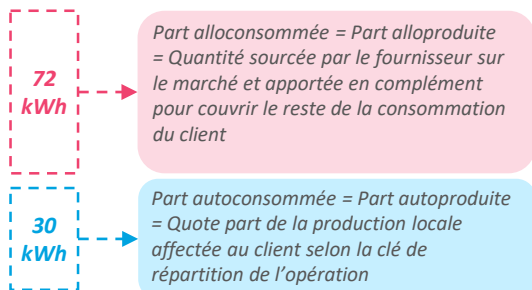 72
kWh
Part alloconsommée = Part alloproduite
= Quantité sourcée par le fournisseur sur
le marché et apportée en complément
pour couvrir le reste de la consommation
du client
30
kWh
Part autoconsommée = Part autoproduite
= Quote part de la production locale
affectée au client selon la clé de
répartition de l'opération